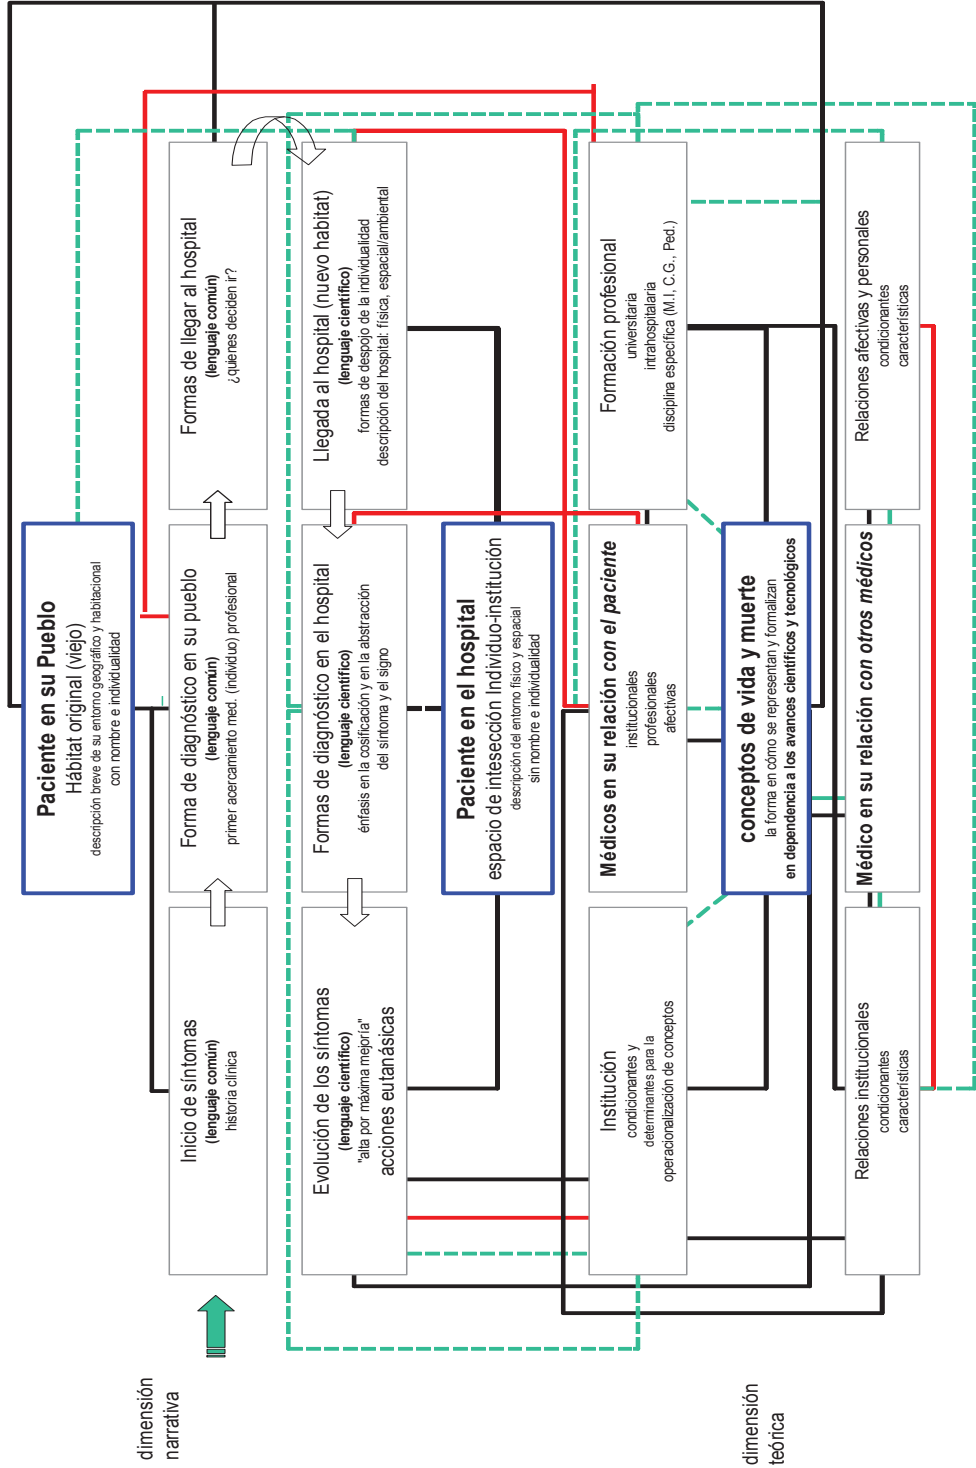 dimensión
narrativa
Paciente en su Pueblo
Hábitat original (viejo)
descripción breve de su entorno geográfico y habitacional
con nombre e individualidad
Inicio de síntomas
(lenguaje común)
historia clínica
Forma de diagnóstico en su pueblo
(lenguaje común)
primer acercamiento med. (individuo) profesional
Formas de llegar al hospital
(lenguaje común)
¿quienes deciden ir?
Evolución de los síntomas
(lenguaje científico)
"alta por máxima mejoría"
acciones eutanásicas
Formas de diagnóstico en el hospital
(lenguaje científico)
énfasis en la cosificación y en la abstracción
del síntoma y el signo
Llegada al hospital (nuevo habitat)
(lenguaje científico)
formas de despojo de la individualidad
descripción del hospital: física, espacial/ambiental
Paciente en el hospital
espacio de intesección Individuo-institución
descripción del entorno físico y espacial
sin nombre e individualidad
dimensión
teórica
Institución
condicionantes y
determinantes para la
operacionalización de conceptos
Médicos en su relación con el paciente
institucionales
profesionales
afectivas
Formación profesional
universitaria
intrahospitalaria
disciplina específica (M.I, C.G., Ped.)
conceptos de vida y muerte
la forma en cómo se representan y formalizan
en dependencia a los avances científicos y tecnológicos
Relaciones institucionales
condicionantes
características
Médico en su relación con otros médicos
Relaciones afectivas y personales
condicionantes
características